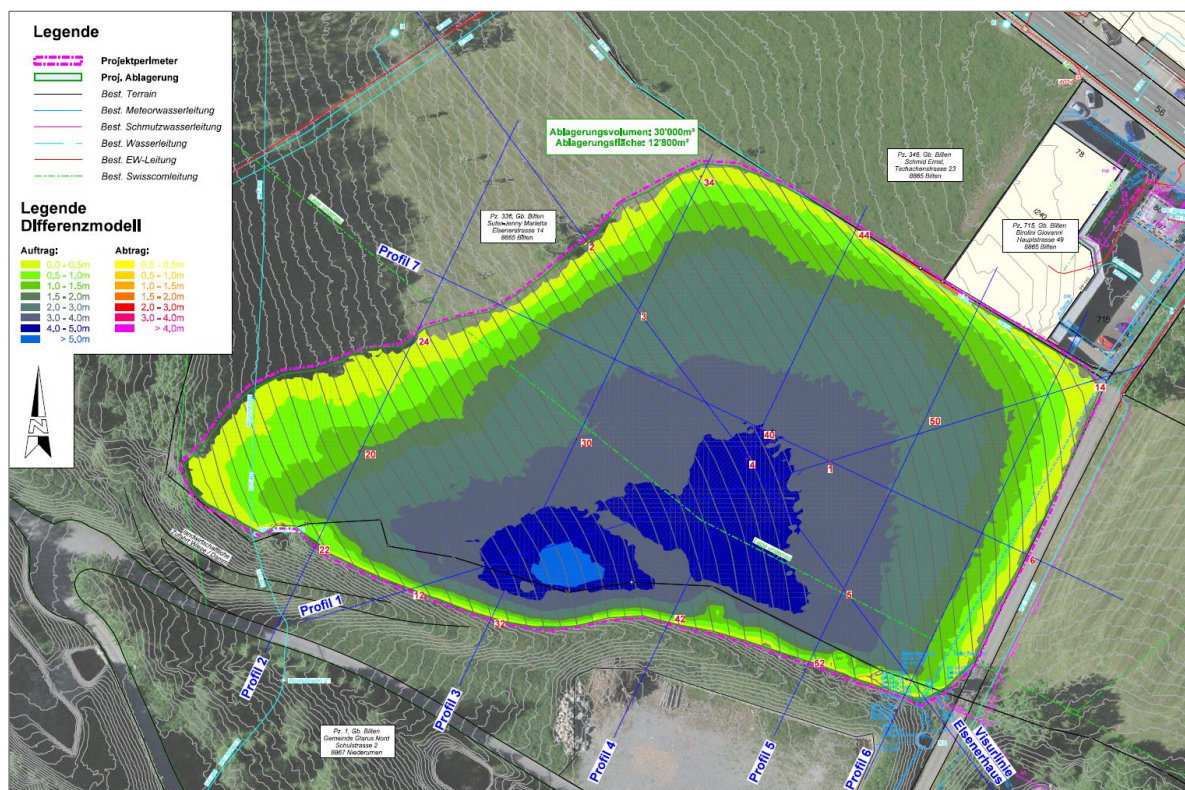 Legende
Projektperimeter
Proj. Ablagerung
Best. Terrain
Best. Meteorwasserleitung
Best. Schmutzwasserleitung
Best. Wasserleitung
Best. EW-Leitung
Best. Swisscomleitung
Legende
Differenzmodell
Auftrag: Abtrag:
0.0 - 0.5m 0.0 - 0.5m
0.5 - 1.0m 0.5 - 1.0m
1.0 - 1.5m 1.0 - 1.5m
1.5 - 2.0m 1.5 - 2.0m
2.0 - 3.0m 2.0 - 3.0m
3.0 - 4.0m 3.0 - 4.0m
4.0 - 5.0m > 4.0m
> 5.0m
N
Ablagerungsvolumen: 30'000m³
Ablagerungsfläche: 12'800m²
Pz. 346, Gb. Bilten
Schmid Ernst,
Tschachenstrasse 23
8865 Bilten
Pz. 336, Gb. Bilten
Suter-Jenny Marietta
Elsenerstrasse 14
8865 Bilten
Pz. 715, Gb. Bilten
Birolini Giovanni
Hauptstrasse 49
8865 Bilten
56
78
1240
715
34
44
2
Profil 7
24
3
14
20
30
40
50
4
1
22
12
32
42
52
5
6
Profil 1
Profil 2
Profil 3
Profil 4
Profil 5
Profil 6
Visurlinie
Eisenerhaus
Pz. 1, Gb. Bilten
Gemeinde Glarus Nord
Schulstrasse 2
8867 Niederurnen